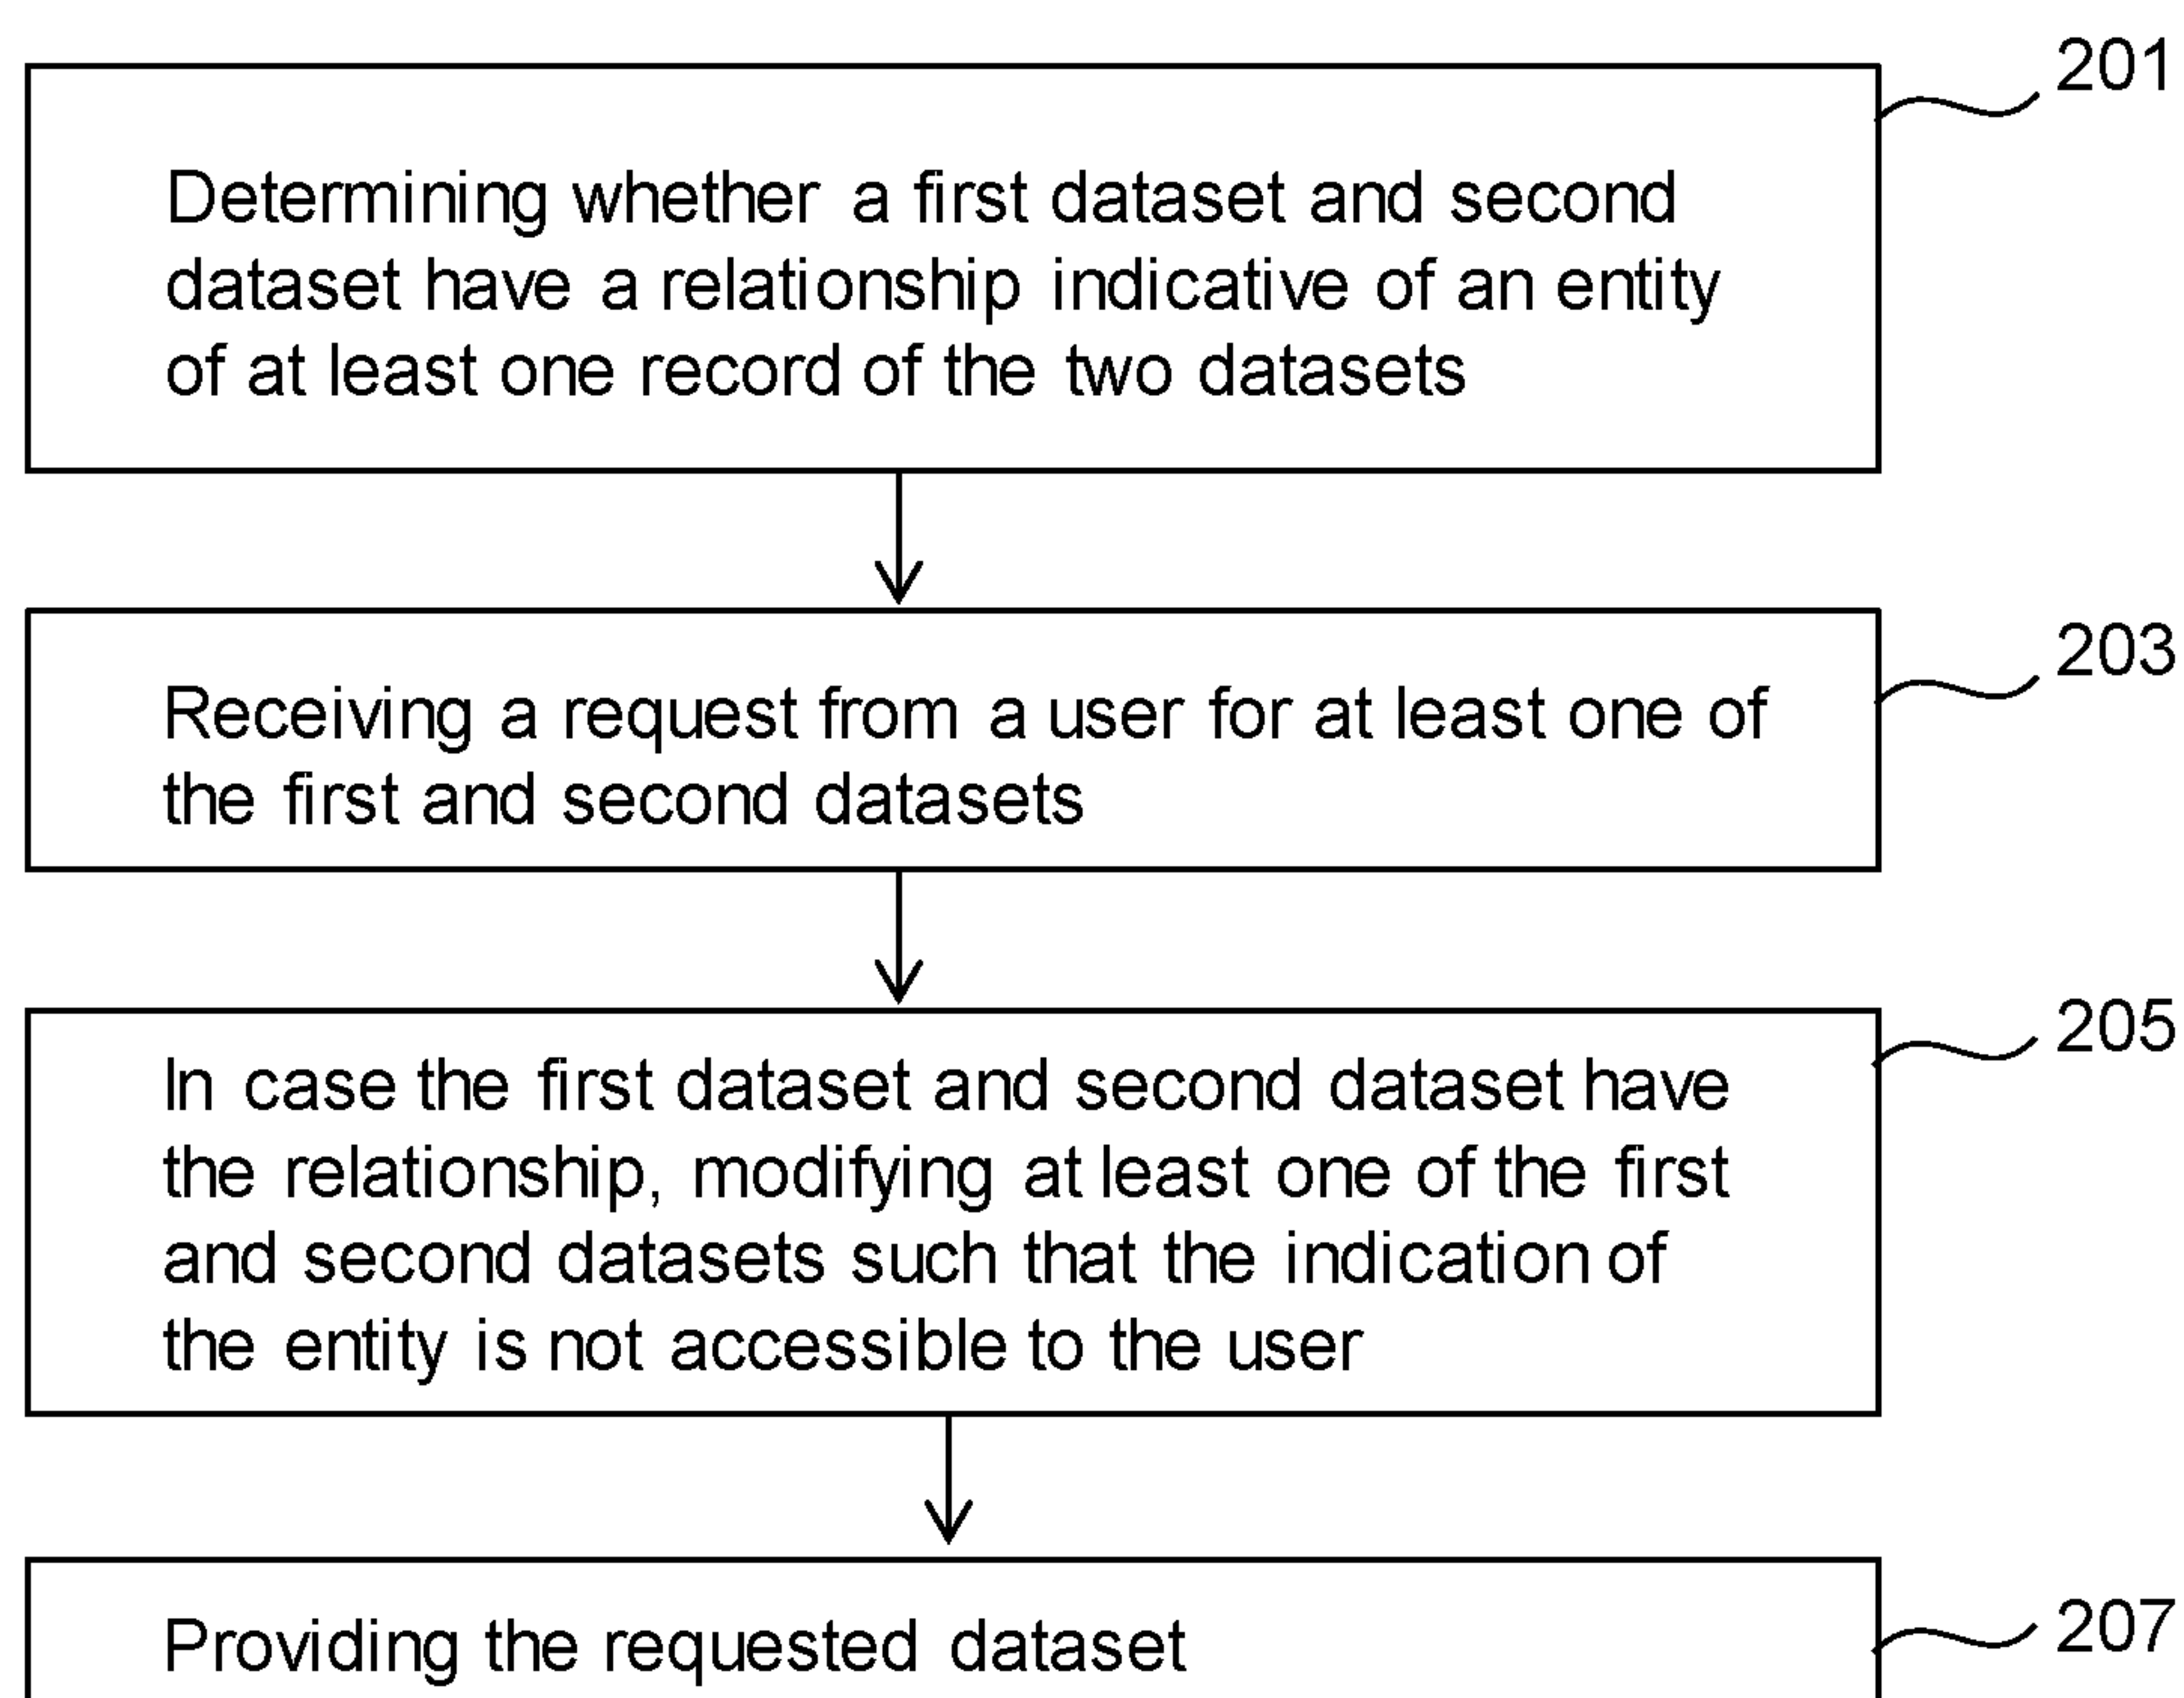 201
Determining whether a first dataset and second
dataset have a relationship indicative of an entity
of at least one record of the two datasets
203
Receiving a request from a user for at least one of
the first and second datasets
205
In case the first dataset and second dataset have
the relationship, modifying at least one of the first
and second datasets such that the indication of
the entity is not accessible to the user
207
Providing the requested dataset